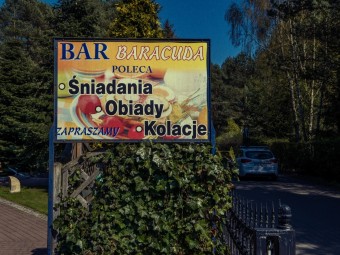 BAR BARACUDA
POLECA
• Śniadania
• Obiady
ZAPRASZAMY • Kolacje